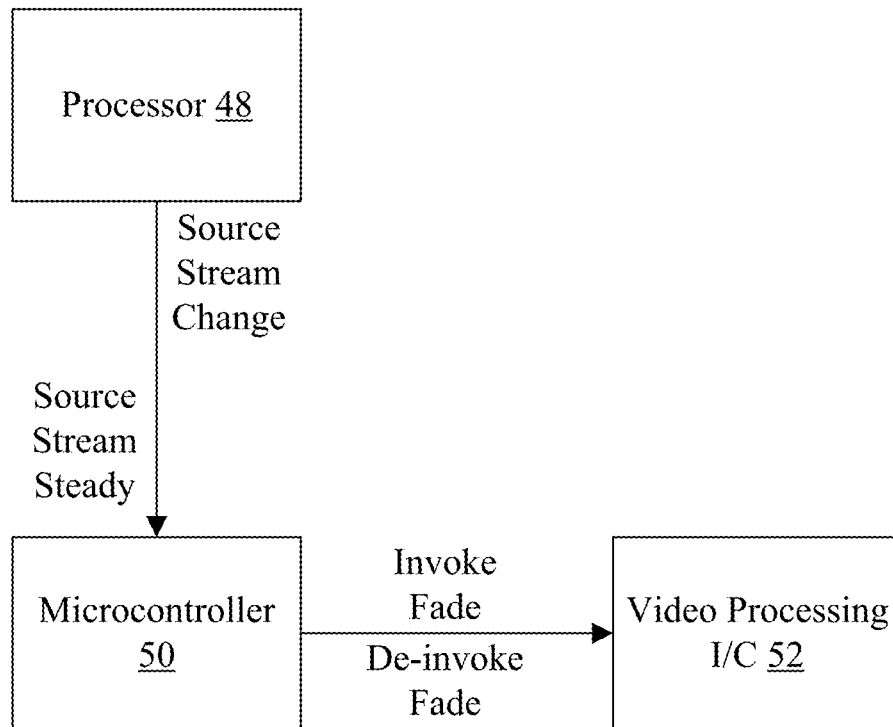 Processor 48
Source
Stream
Change
Source
Stream
Steady
Microcontroller
50
Invoke
Fade
De-invoke
Fade
Video Processing
I/C 52